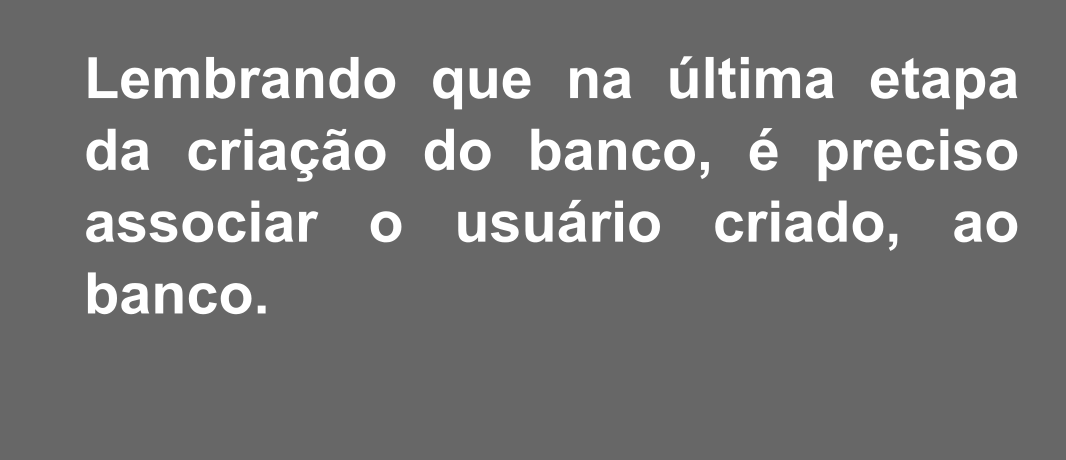 Lembrando que na última etapa
da criação do banco, é preciso
associar o usuário criado, ao
banco.